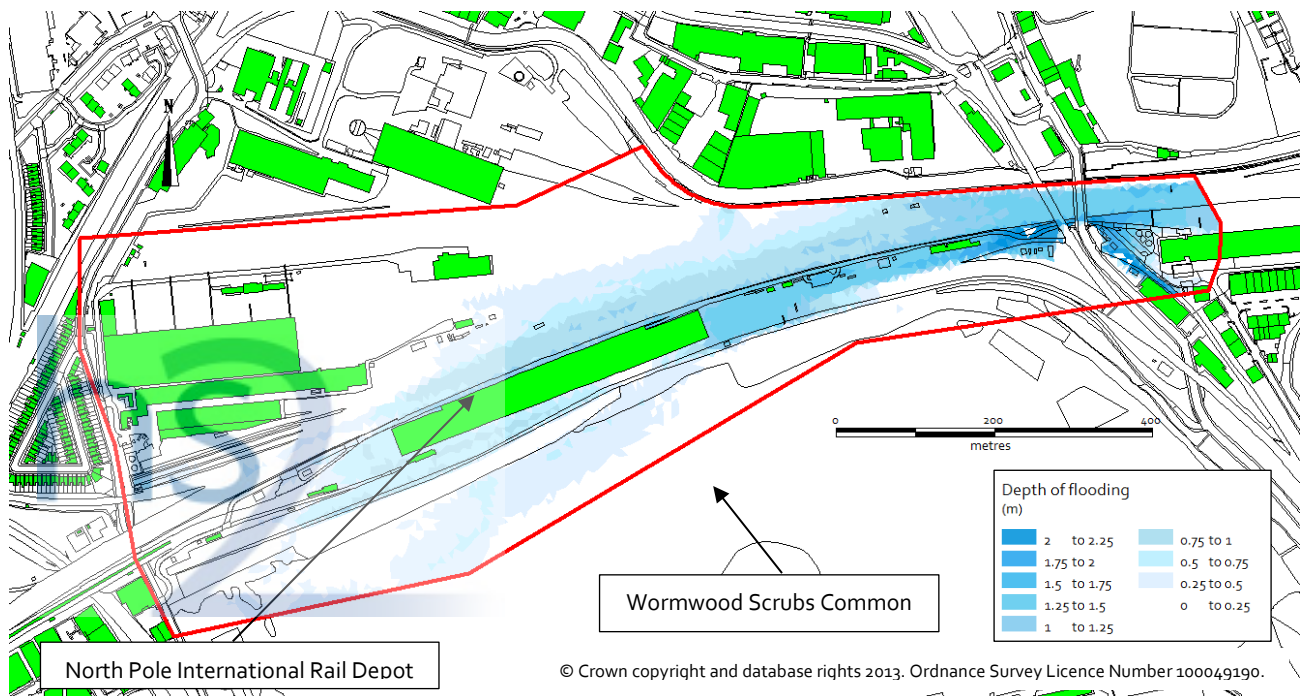 N
0 200 400
metres
Depth of flooding
(m)
2 to 2.25
1.75 to 2
1.5 to 1.75
1.25 to 1.5
1 to 1.25
0.75 to 1
0.5 to 0.75
0.25 to 0.5
0 to 0.25
Wormwood Scrubs Common
North Pole International Rail Depot
© Crown copyright and database rights 2013. Ordnance Survey Licence Number 100049190.
hs2